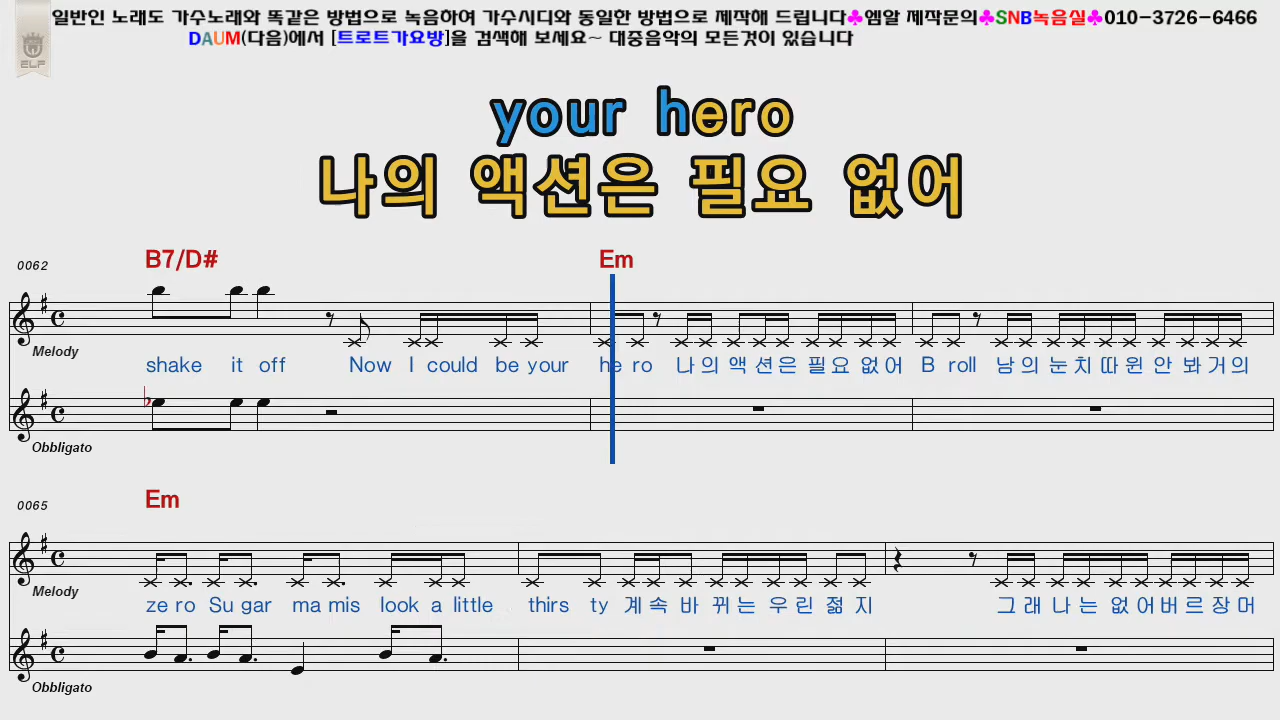 일반인 노래도 가수노래와 똑같은 방법으로 녹음하여 가수시디와 동일한 방법으로 제작해 드립니다♣엠알 제작문의♣SNB녹음실♣010-3726-6466
DAUM(다음)에서 [트로트가요방]을 검색해 보세요~ 대중음악의 모든것이 있습니다
ELF
your hero
나의 액션은 필요 없어
0062 B7/D# Em
Melody
shake it off Now I could be your he ro 나의 액션은 필요 없어 B roll 남의 눈치 따윈 안 봐 거의
Obbligato
0065 Em
Melody
ze ro Su gar ma mis look a little thirs ty 계속 바 뀌는 우린 젊지 그래 나는 없어버르장머
Obbligato